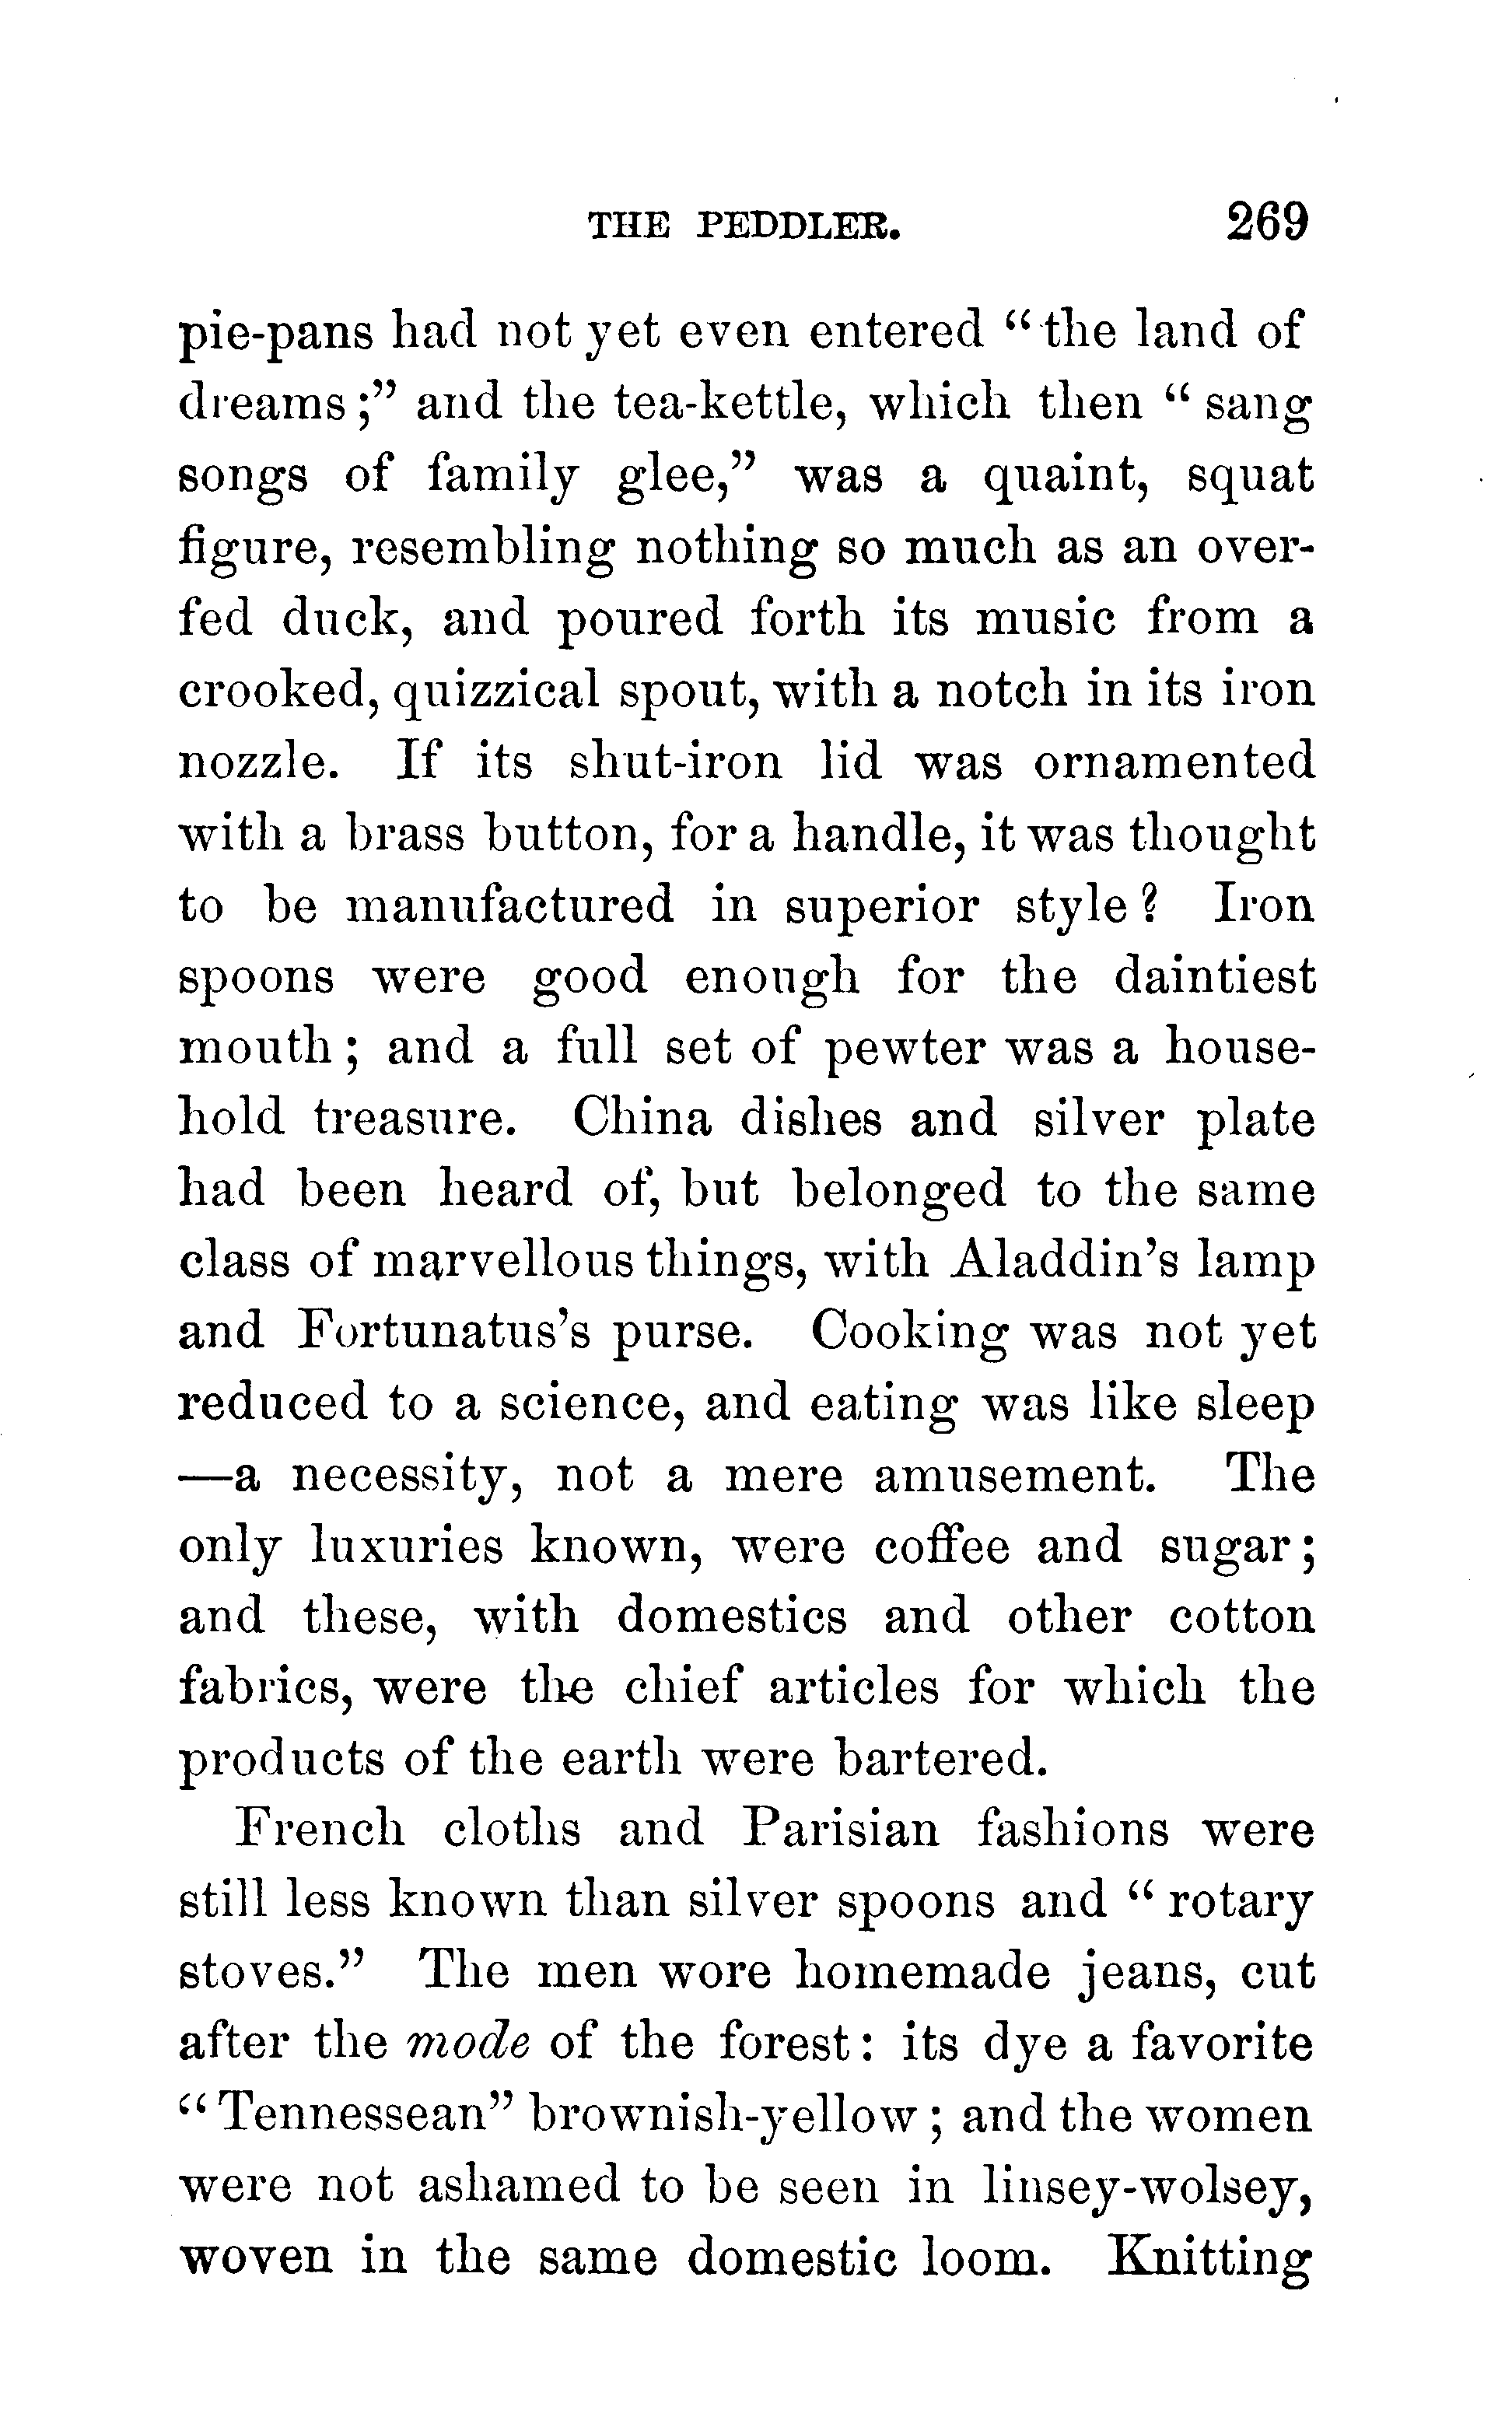 THE PEDDLER. 269
pie-pans had not yet even entered “the land of
dreams;” and the tea-kettle, which then “sang
songs of family glee,” was a quaint, squat
figure, resembling nothing so much as an over-
fed duck, and poured forth its music from a
crooked, quizzical spout, with a notch in its iron
nozzle. If its shut-iron lid was ornamented
with a brass button, for a handle, it was thought
to be manufactured in superior style? Iron
spoons were good enough for the daintiest
mouth; and a full set of pewter was a house-
hold treasure. China dishes and silver plate
had been heard of, but belonged to the same
class of marvellous things, with Aladdin’s lamp
and Fortunatus’s purse. Cooking was not yet
reduced to a science, and eating was like sleep
—a necessity, not a mere amusement. The
only luxuries known, were coffee and sugar;
and these, with domestics and other cotton
fabrics, were the chief articles for which the
products of the earth were bartered.
French cloths and Parisian fashions were
still less known than silver spoons and “rotary
stoves.” The men wore homemade jeans, cut
after the mode of the forest: its dye a favorite
“Tennessean” brownish-yellow; and the women
were not ashamed to be seen in linsey-wolsey,
woven in the same domestic loom. Knitting